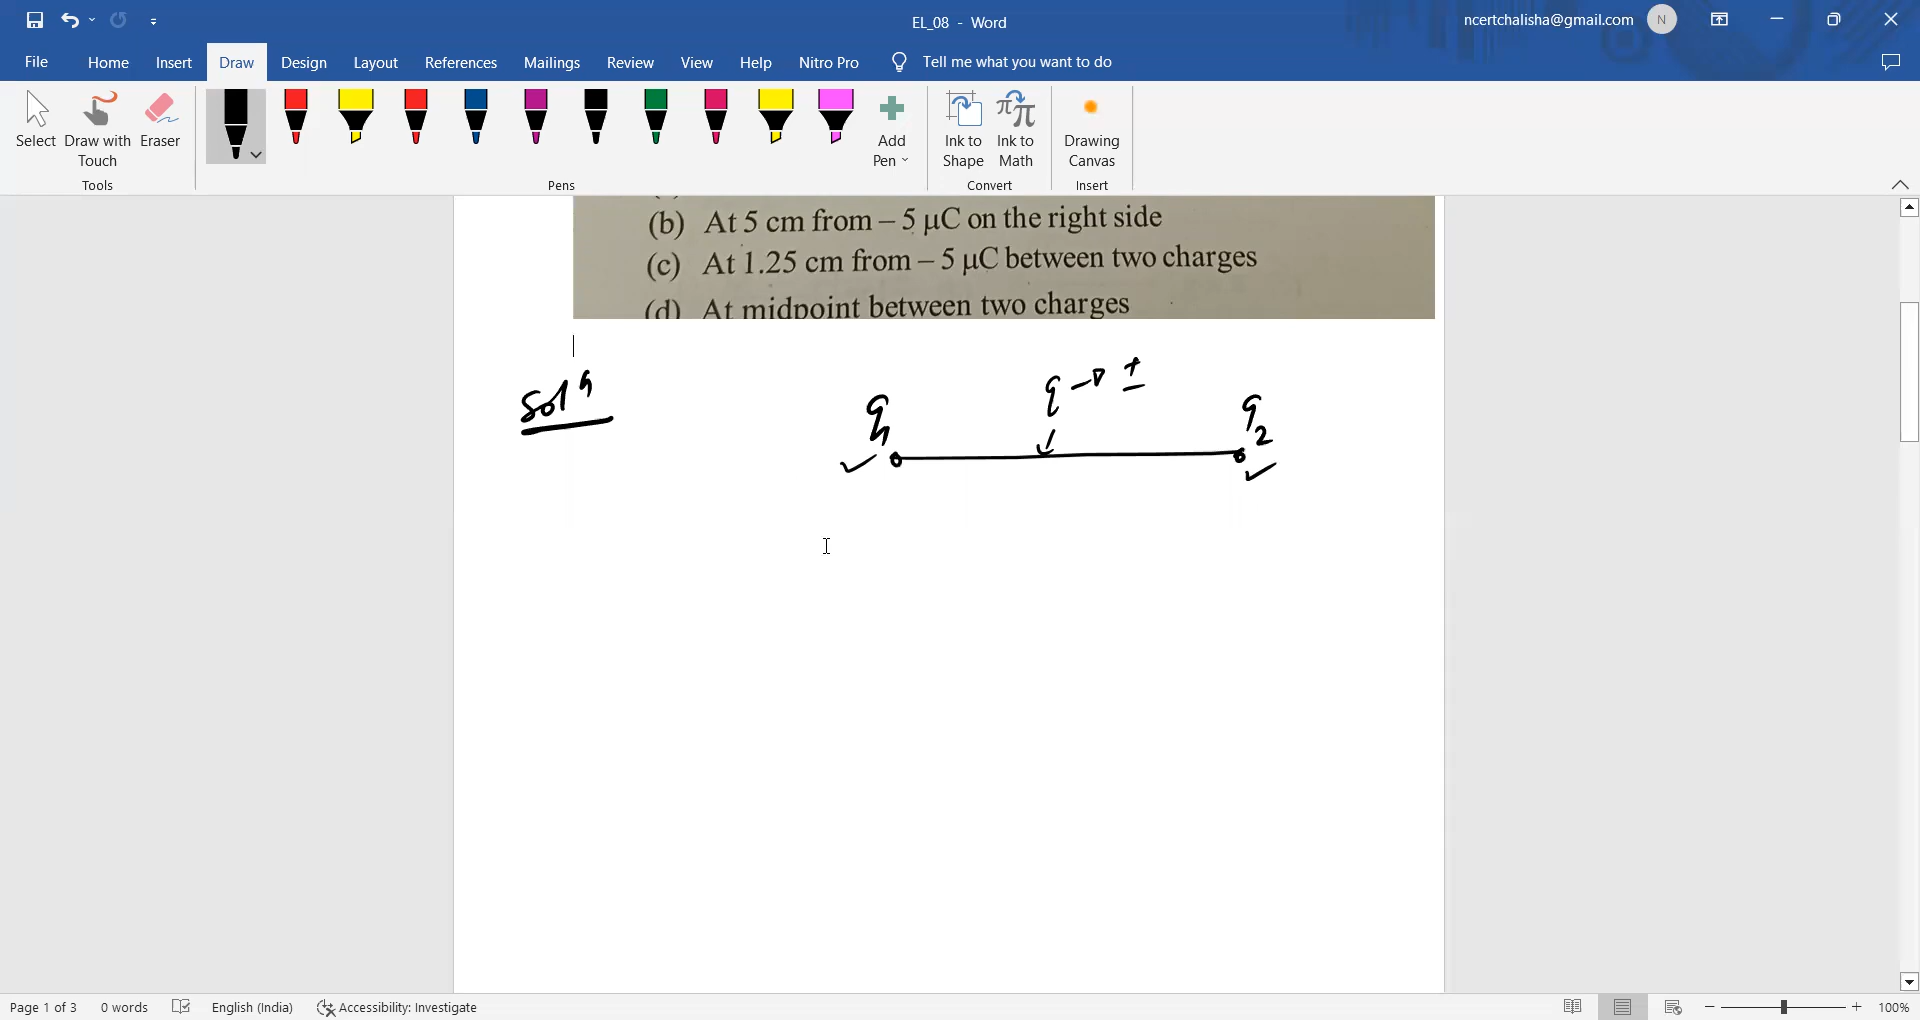 EL_08 - Word
ncertchalisha@gmail.com
N
File Home Insert Draw Design Layout References Mailings Review View Help Nitro Pro Tell me what you want to do
Select Draw with Touch Eraser
Add Pen
Ink to Shape Ink to Math
Drawing Canvas
Tools Pens Convert Insert
(b) At 5 cm from – 5 μC on the right side
(c) At 1.25 cm from – 5 μC between two charges
(d) At midpoint between two charges
Solⁿ
q₁ q → ± q₂
Page 1 of 3 0 words English (India) Accessibility: Investigate 100%